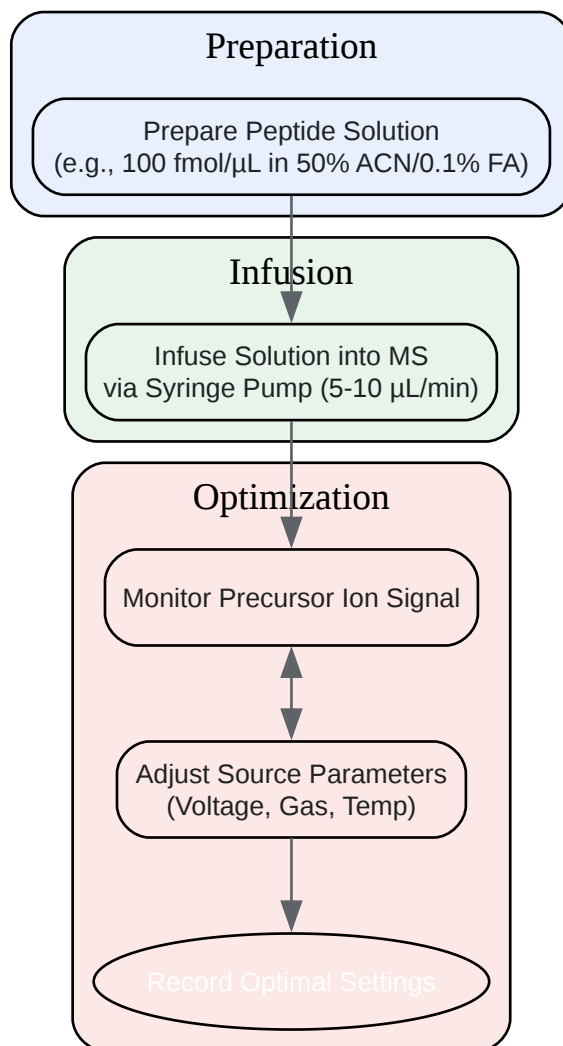 Preparation
Prepare Peptide Solution
(e.g., 100 fmol/µL in 50% ACN/0.1% FA)
Infusion
Infuse Solution into MS
via Syringe Pump (5-10 µL/min)
Optimization
Monitor Precursor Ion Signal
Adjust Source Parameters
(Voltage, Gas, Temp)
Record Optimal Settings